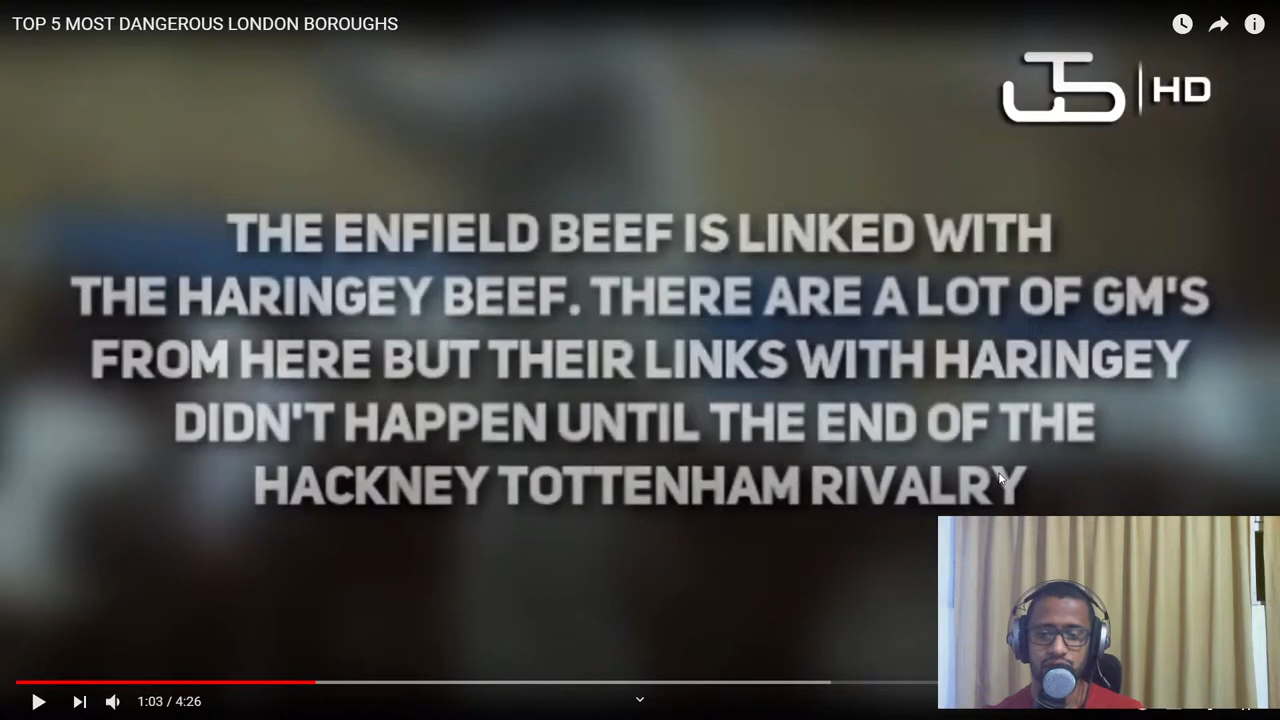 TOP 5 MOST DANGEROUS LONDON BOROUGHS
JTS | HD
THE ENFIELD BEEF IS LINKED WITH
THE HARINGEY BEEF. THERE ARE A LOT OF GM'S
FROM HERE BUT THEIR LINKS WITH HARINGEY
DIDN'T HAPPEN UNTIL THE END OF THE
HACKNEY TOTTENHAM RIVALRY
1:03 / 4:26